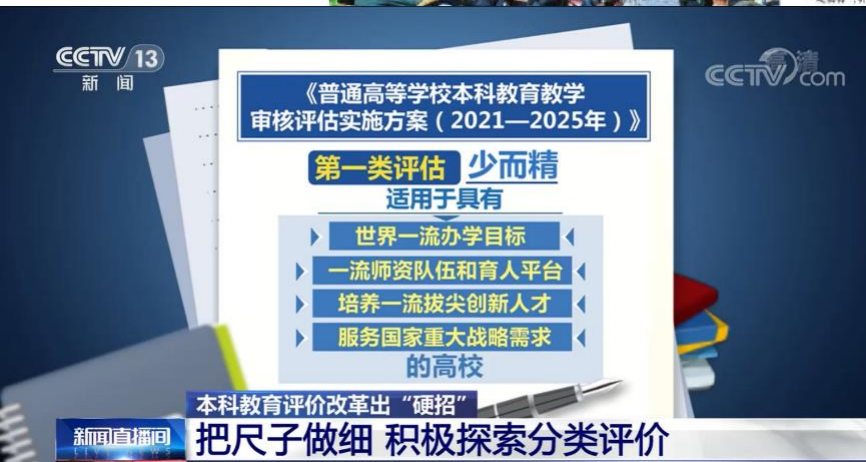 CCTV 13
新闻
高清
CCTV com
《普通高等学校本科教育教学
审核评估实施方案（2021—2025年）》
第一类评估 少而精
适用于具有
世界一流办学目标
一流师资队伍和育人平台
培养一流拔尖创新人才
服务国家重大战略需求
的高校
本科教育评价改革出“硬招”
新闻直播间
LIVE NEWS
把尺子做细 积极探索分类评价